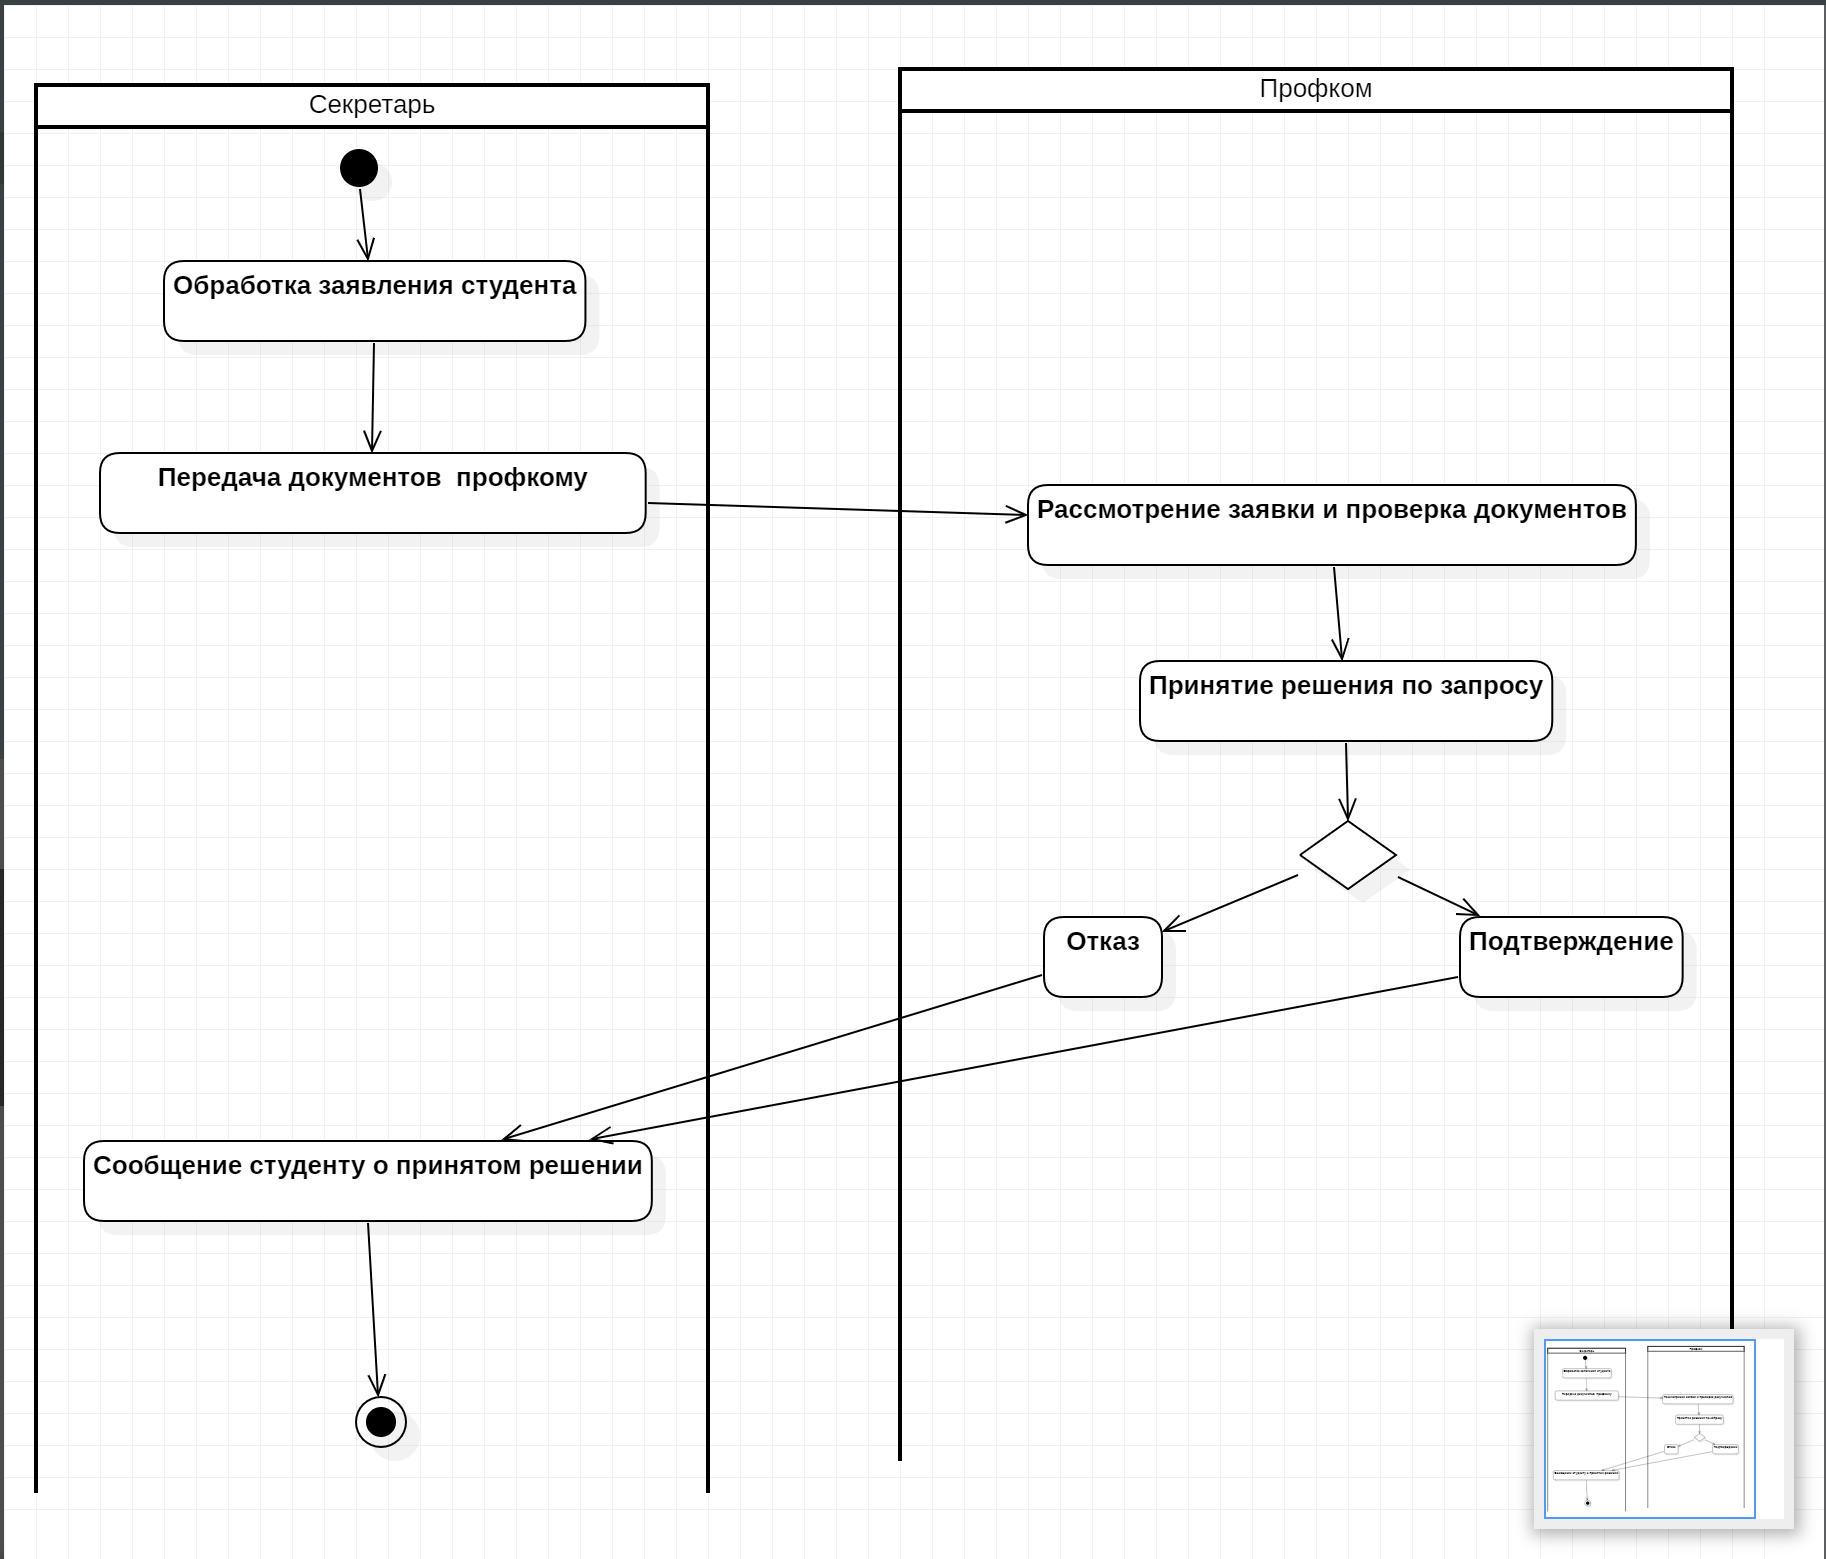 Секретарь
Профком
Обработка заявления студента
Передача документов  профкому
Рассмотрение заявки и проверка документов
Принятие решения по запросу
Отказ
Подтверждение
Сообщение студенту о принятом решении